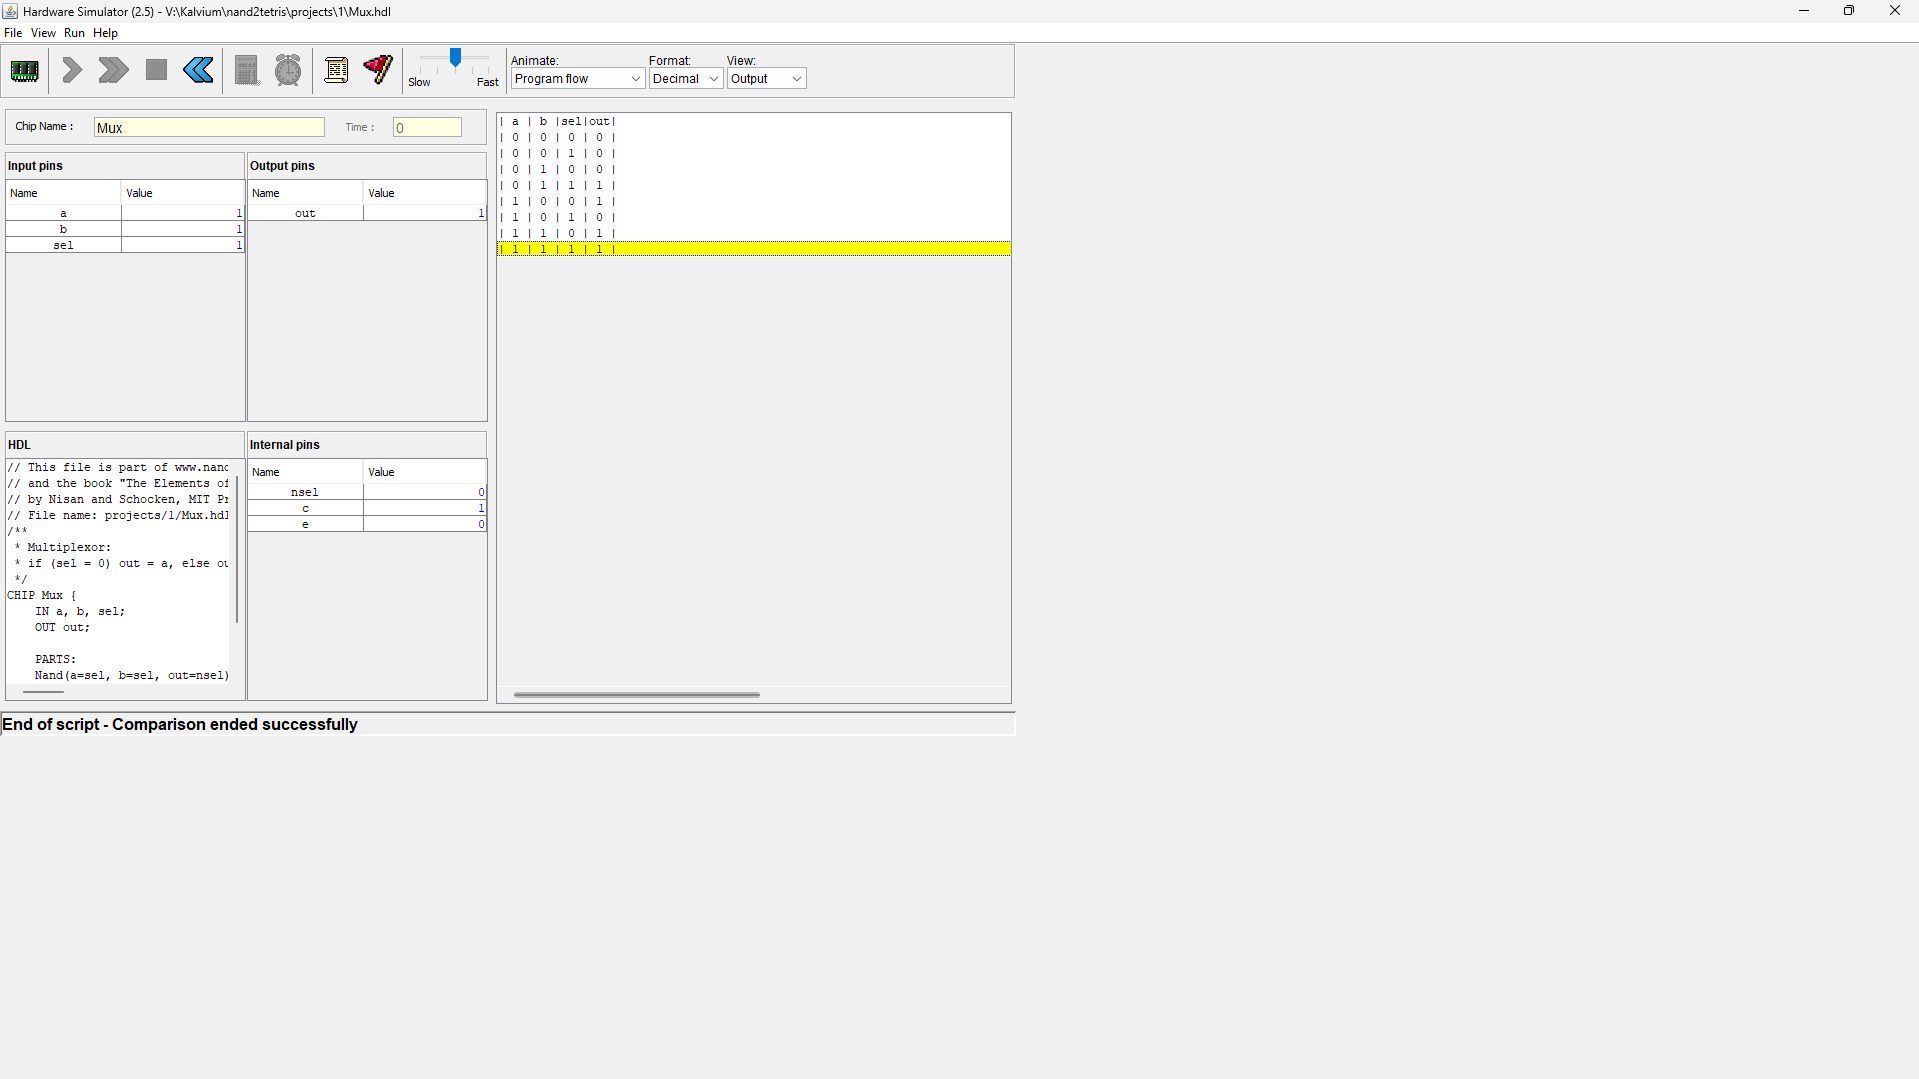 Hardware Simulator (2.5) - V:\Kalvium\nand2tetris\projects\1\Mux.hdl
File View Run Help
Slow Fast
Animate: Format: View:
Program flow Decimal Output
Chip Name : Mux Time : 0
Input pins
Name Value
a 1
b 1
sel 1
Output pins
Name Value
out 1
HDL
// This file is part of www.nand
// and the book "The Elements of
// by Nisan and Schocken, MIT Pr
// File name: projects/1/Mux.hdl
/**
* Multiplexor:
* if (sel = 0) out = a, else ou
*/
CHIP Mux {
IN a, b, sel;
OUT out;
PARTS:
Nand(a=sel, b=sel, out=nsel)
Internal pins
Name Value
nsel 0
c 1
e 0
| a | b |sel|out|
| 0 | 0 | 0 | 0 |
| 0 | 0 | 1 | 0 |
| 0 | 1 | 0 | 0 |
| 0 | 1 | 1 | 1 |
| 1 | 0 | 0 | 1 |
| 1 | 0 | 1 | 0 |
| 1 | 1 | 0 | 1 |
| 1 | 1 | 1 | 1 |
End of script - Comparison ended successfully